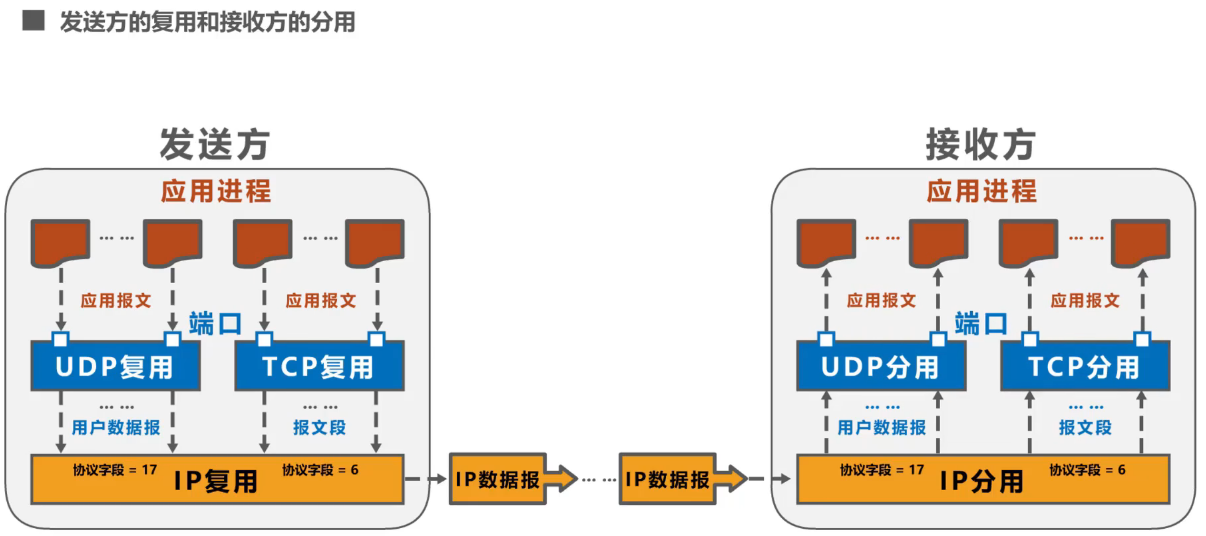 发送方的复用和接收方的分用
发送方
接收方
应用进程
应用进程
... ...
... ...
... ...
... ...
应用报文
应用报文
应用报文
应用报文
端口
端口
UDP复用
TCP复用
UDP分用
TCP分用
... ...
... ...
... ...
... ...
用户数据报
报文段
用户数据报
报文段
协议字段 = 17
协议字段 = 6
协议字段 = 17
协议字段 = 6
IP复用
IP数据报
... ...
IP数据报
IP分用